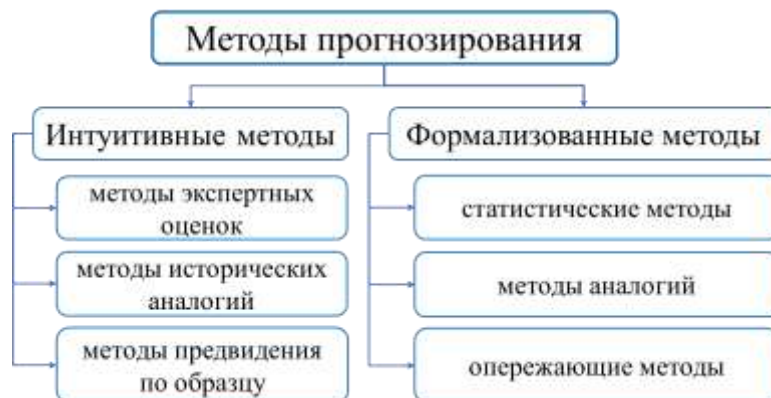 Методы прогнозирования
Интуитивные методы
Формализованные методы
методы экспертных
оценок
статистические методы
методы исторических
аналогий
методы аналогий
методы предвидения
по образцу
опережающие методы